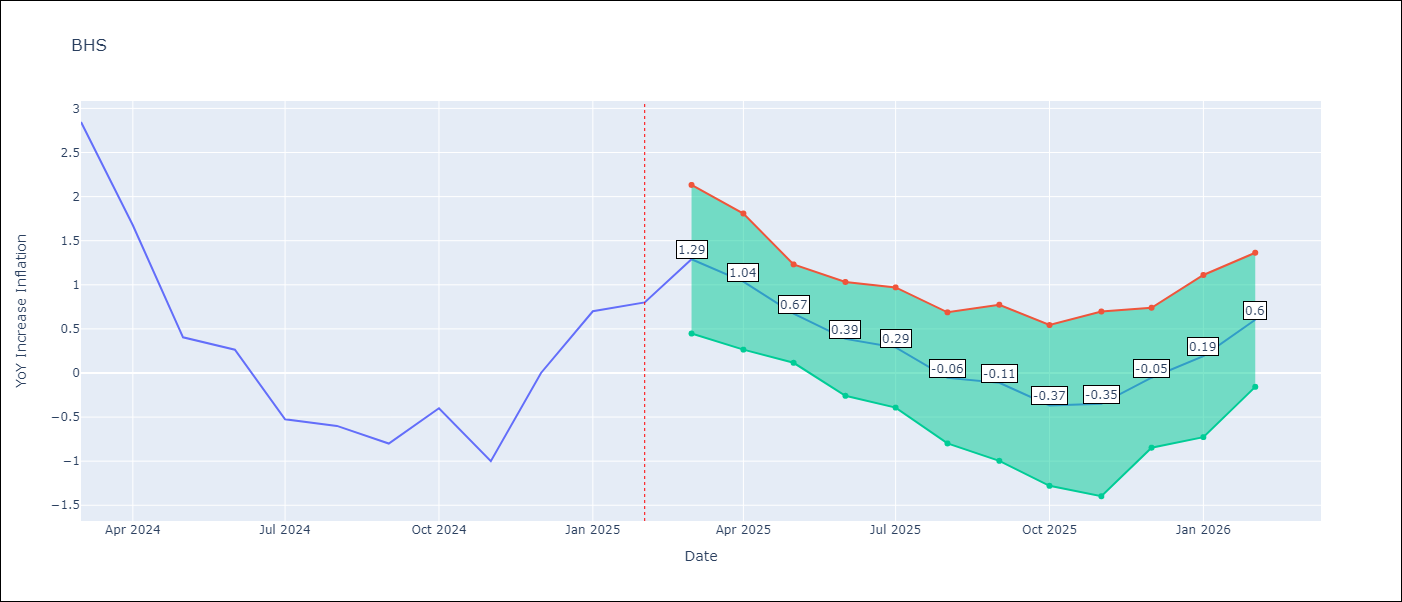 BHS
YoY Increase Inflation
3
2.5
2
1.5
1
0.5
0
−0.5
−1
−1.5
1.29
1.04
0.67
0.39
0.29
-0.06
-0.11
-0.37
-0.35
-0.05
0.19
0.6
Apr 2024
Jul 2024
Oct 2024
Jan 2025
Apr 2025
Jul 2025
Oct 2025
Jan 2026
Date